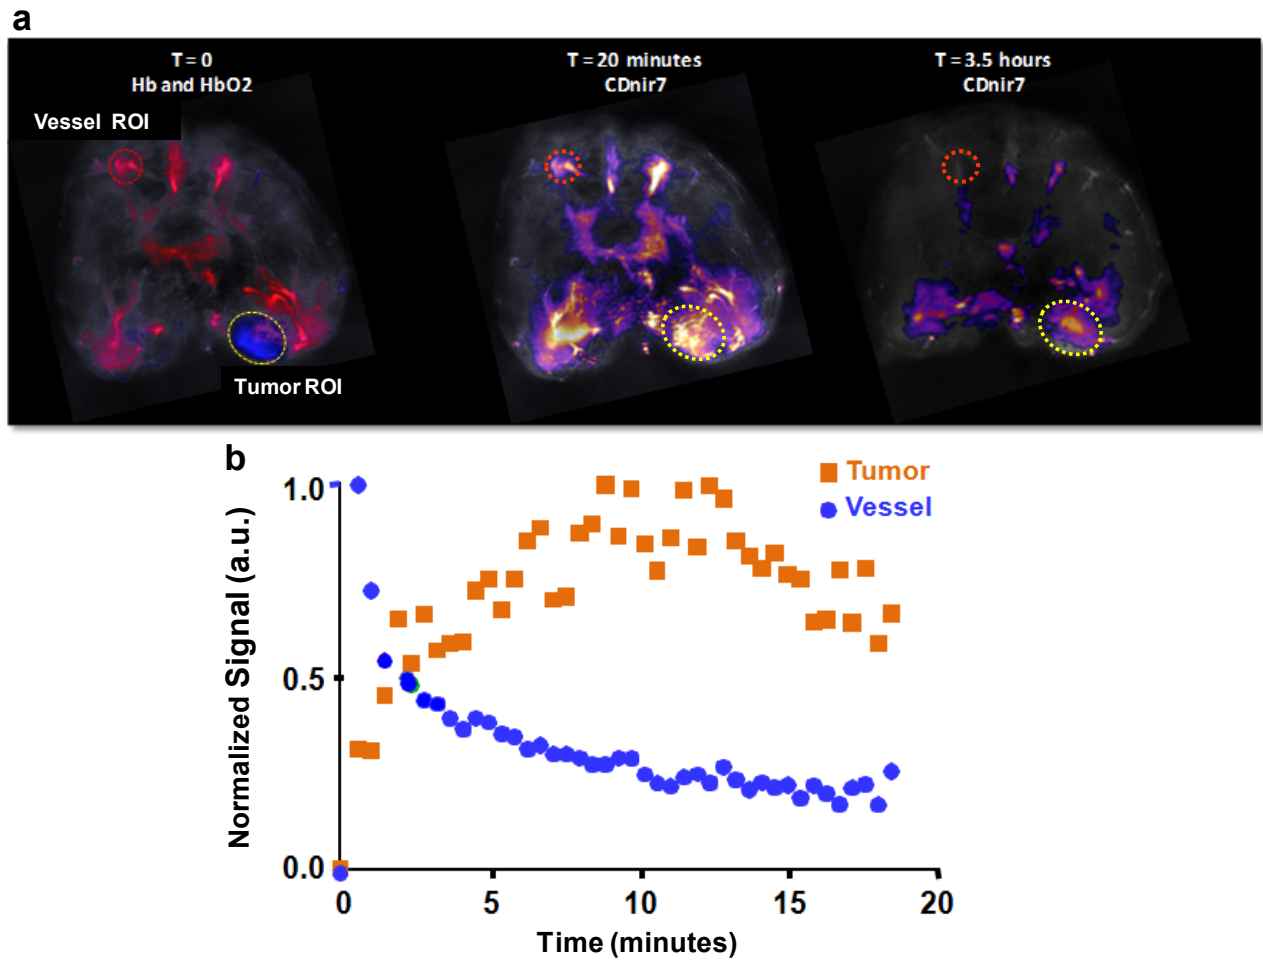 a
T = 0
Hb and HbO2
T = 20 minutes
CDnir7
T = 3.5 hours
CDnir7
Vessel ROI
Tumor ROI
b
Tumor
Vessel
Normalized Signal (a.u.)
1.0
0.5
0.0
0 5 10 15 20
Time (minutes)